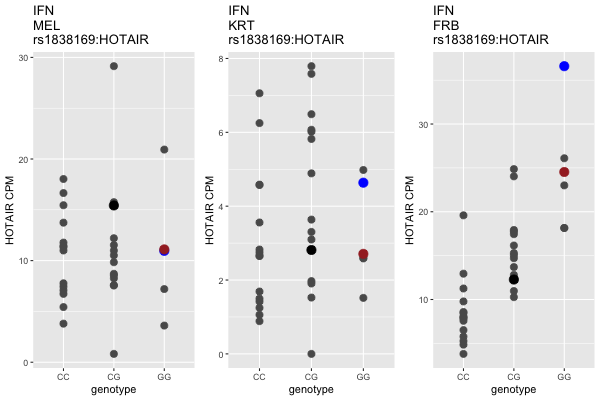 IFN
MEL
rs1838169:HOTAIR
30
20
10
0
HOTAIR CPM
CC
CG
GG
genotype
IFN
KRT
rs1838169:HOTAIR
8
6
4
2
0
HOTAIR CPM
CC
CG
GG
genotype
IFN
FRB
rs1838169:HOTAIR
30
20
10
HOTAIR CPM
CC
CG
GG
genotype